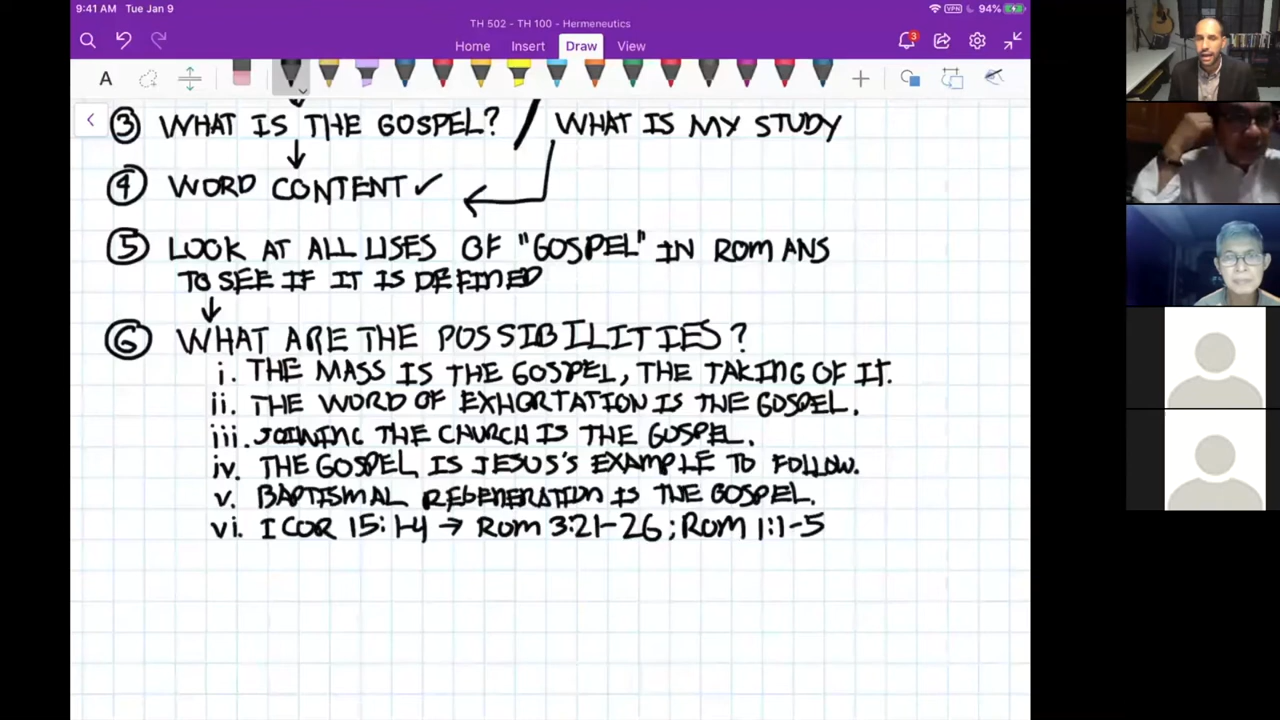 9:41 AM Tue Jan 9
TH 502 - TH 100 - Hermeneutics
VPN 94%
Home Insert Draw View
3
A
③ WHAT IS THE GOSPEL? / WHAT IS MY STUDY
④ WORD CONTENT ✓
⑤ LOOK AT ALL USES OF "GOSPEL" IN ROMANS
TO SEE IF IT IS DEFINED
⑥ WHAT ARE THE POSSIBILITIES?
i. THE MASS IS THE GOSPEL, THE TAKING OF IT.
ii. THE WORD OF EXHORTATION IS THE GOSPEL.
iii. JOINING THE CHURCH IS THE GOSPEL.
iv. THE GOSPEL IS JESUS'S EXAMPLE TO FOLLOW.
v. BAPTISMAL REGENERATION IS THE GOSPEL.
vi. I COR 15:1-4 → ROM 3:21-26; ROM 1:1-5